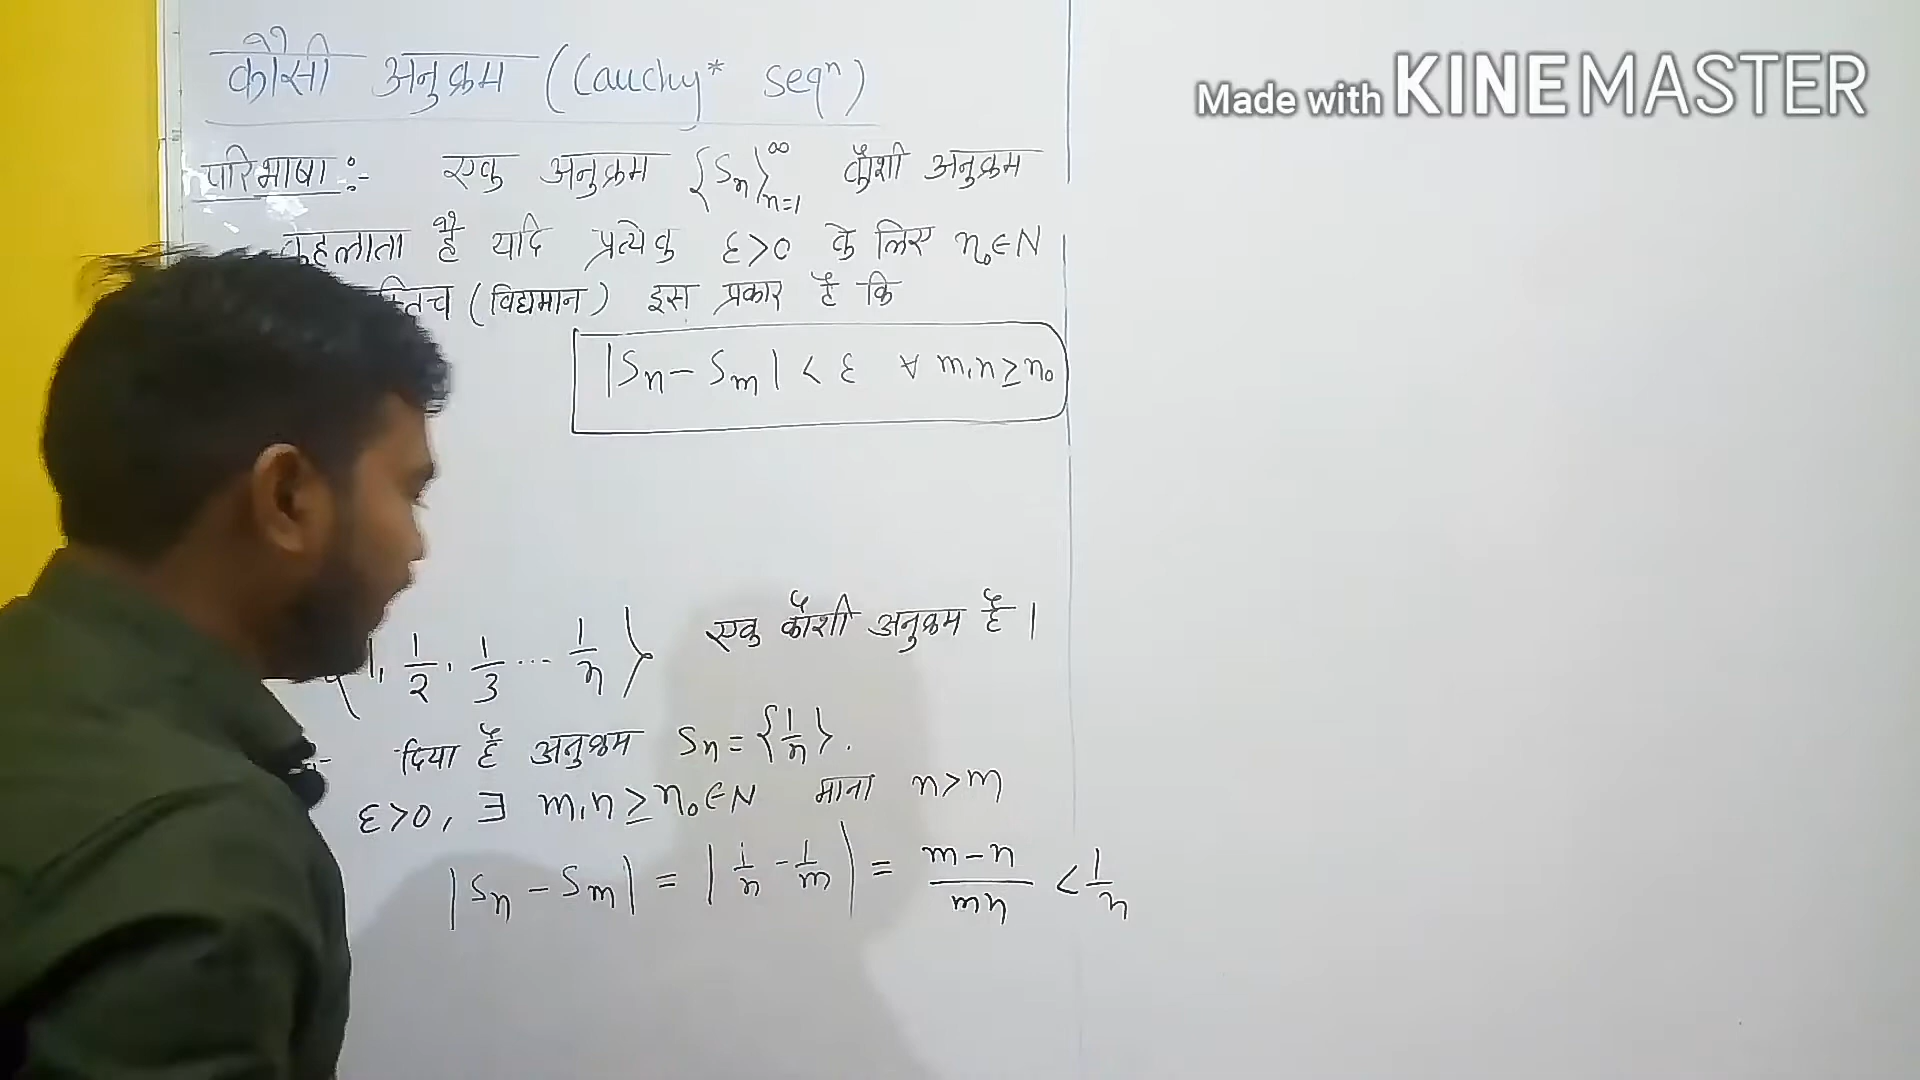 कौसी अनुक्रम (Cauchy* seqⁿ)
Made with KINEMASTER
परिभाषा :- एक अनुक्रम {Sₙ}ₙ₌₁^∞ कौशी अनुक्रम
कहलाता है यदि प्रत्येक ε>0 के लिए n₀∈N
(विद्यमान) इस प्रकार है कि
|Sₙ - Sₘ| < ε ∀ m,n ≥ n₀
1, 1/2, 1/3 ... 1/n} एक कौशी अनुक्रम है।
दिया है अनुक्रम Sₙ = {1/n}.
ε>0, ∃ m,n ≥ n₀∈N माना n>m
|Sₙ - Sₘ| = |1/n - 1/m| = (m-n)/mn < 1/n